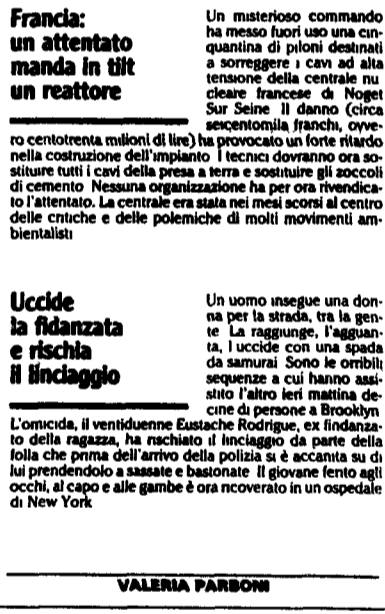 Francia:
un attentato
manda in tilt
un reattore
Un misterioso commando
ha messo fuori uso una cin-
quantina di piloni destinati
a sorreggere i cavi ad alta
tensione della centrale nu
cleare francese di Noget
Sur Seine Il danno (circa
seicentomila franchi, ovve-
ro centotrenta milioni di lire) ha provocato un forte ritardo
nella costruzione dell'impianto I tecnici dovranno ora so-
stituire tutti i cavi della presa a terra e sostituire gli zoccoli
di cemento Nessuna organizzazione ha per ora rivendica-
to l'attentato. La centrale era stata nei mesi scorsi al centro
delle critiche e delle polemiche di molti movimenti am-
bientalisti
Uccide
la fidanzata
e rischia
il linciaggio
Un uomo insegue una don-
na per la strada, tra la gen-
te La raggiunge, l'agguan-
ta, l uccide con una spada
da samurai Sono le orribili
sequenze a cui hanno assi-
stito l'altro ieri mattina de-
cine di persone a Brooklyn
L'omicida, il ventiduenne Eustache Rodrigue, ex findanza-
to della ragazza, ha rischiato il linciaggio da parte della
folla che prima dell'arrivo della polizia si è accanita su di
lui prendendolo a sassate e bastonate Il giovane ferito agli
occhi, al capo e alle gambe è ora ricoverato in un ospedale
di New York
VALERIA PARBONI